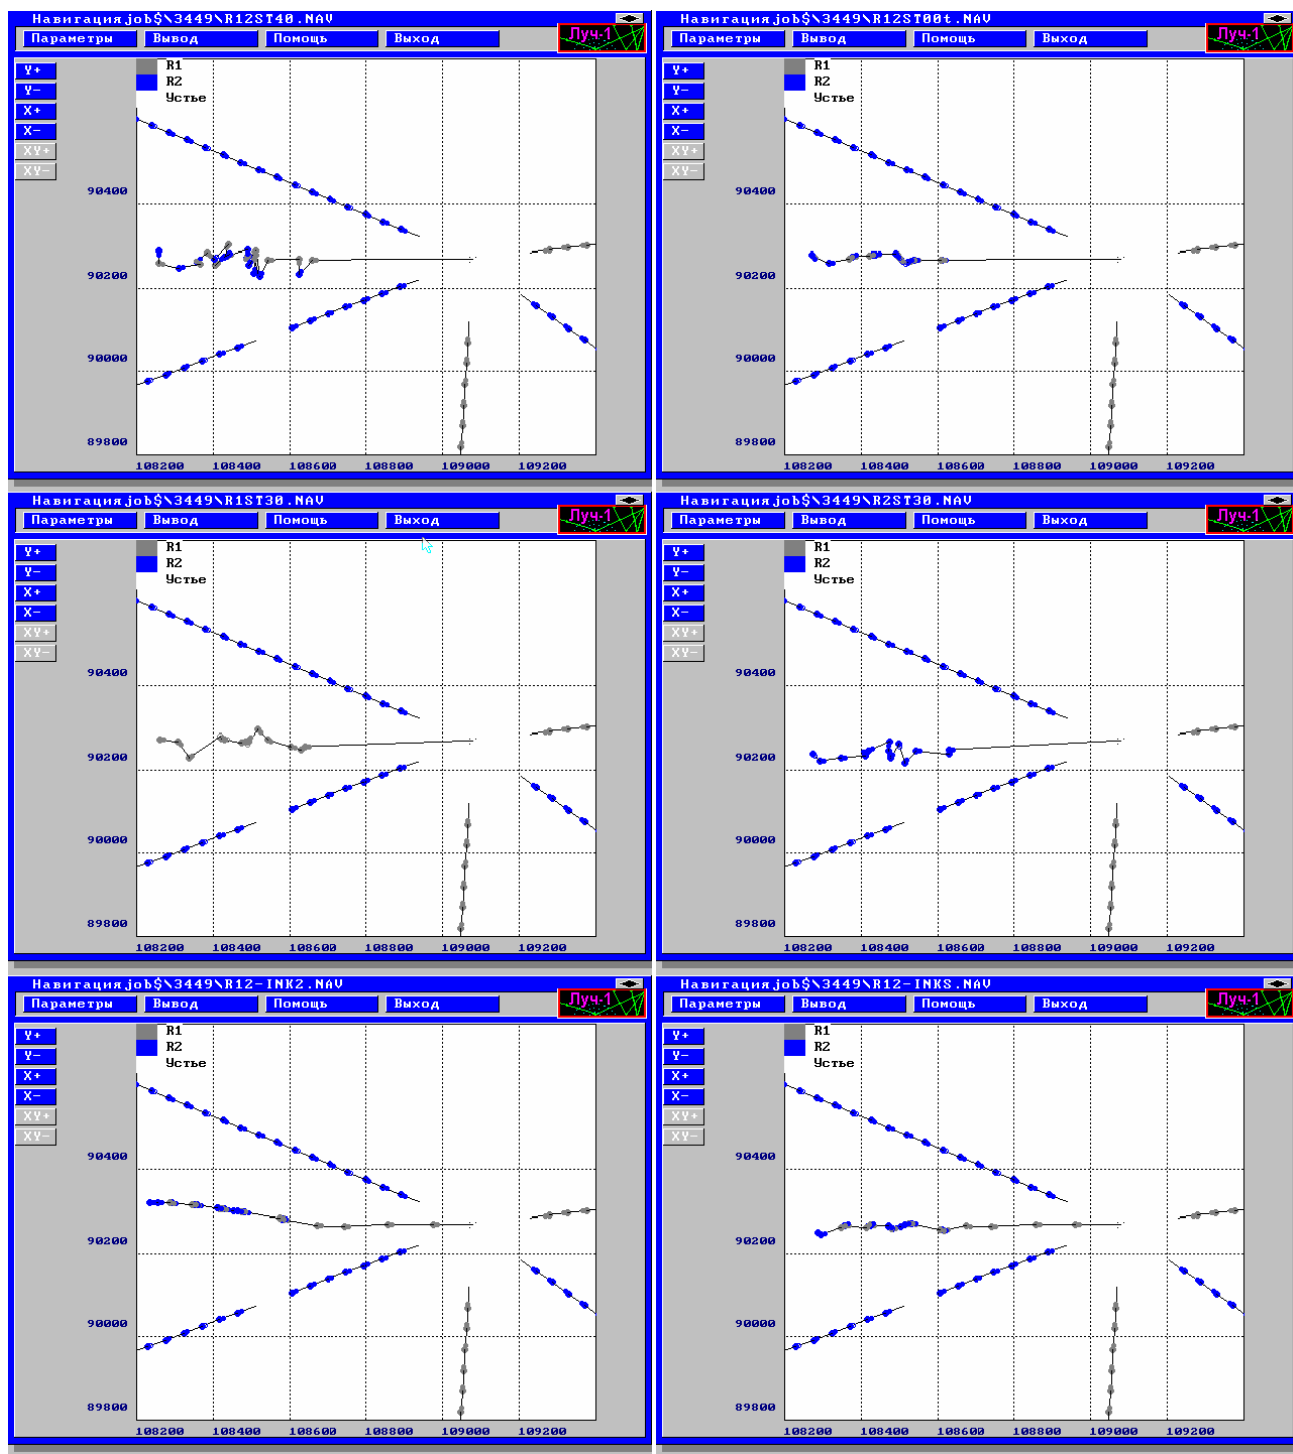 Навигация job$\3449\R12ST40.NAV
Параметры Вывод Помощь Выход Луч-1
Y+
Y-
X+
X-
XY+
XY-
R1
R2
Устье
90400
90200
90000
89800
108200 108400 108600 108800 109000 109200
Навигация job$\3449\R12ST00t.NAV
Параметры Вывод Помощь Выход Луч-1
Y+
Y-
X+
X-
XY+
XY-
R1
R2
Устье
90400
90200
90000
89800
108200 108400 108600 108800 109000 109200
Навигация job$\3449\R1ST30.NAV
Параметры Вывод Помощь Выход Луч-1
Y+
Y-
X+
X-
XY+
XY-
R1
R2
Устье
90400
90200
90000
89800
108200 108400 108600 108800 109000 109200
Навигация job$\3449\R2ST30.NAV
Параметры Вывод Помощь Выход Луч-1
Y+
Y-
X+
X-
XY+
XY-
R1
R2
Устье
90400
90200
90000
89800
108200 108400 108600 108800 109000 109200
Навигация job$\3449\R12-INK2.NAV
Параметры Вывод Помощь Выход Луч-1
Y+
Y-
X+
X-
XY+
XY-
R1
R2
Устье
90400
90200
90000
89800
108200 108400 108600 108800 109000 109200
Навигация job$\3449\R12-INKS.NAV
Параметры Вывод Помощь Выход Луч-1
Y+
Y-
X+
X-
XY+
XY-
R1
R2
Устье
90400
90200
90000
89800
108200 108400 108600 108800 109000 109200